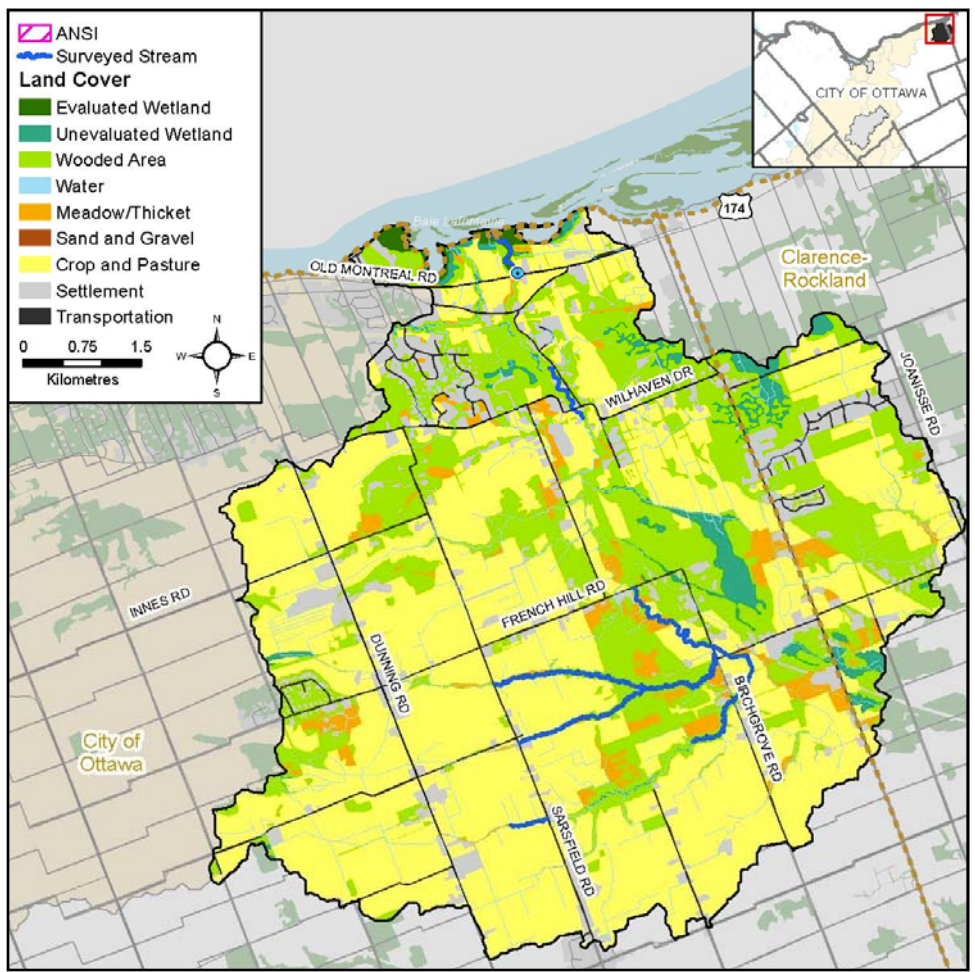 ANSI
Surveyed Stream
Land Cover
Evaluated Wetland
Unevaluated Wetland
Wooded Area
Water
Meadow/Thicket
Sand and Gravel
Crop and Pasture
Settlement
Transportation
0 0.75 1.5
Kilometres
N
W E
S
CITY OF OTTAWA
174
Baie Lafontaine
OLD MONTREAL RD
Clarence-
Rockland
JOANISSE RD
WILHAVEN DR
INNES RD
FRENCH HILL RD
DUNNING RD
BIRCHGROVE RD
City of
Ottawa
SARSFIELD RD